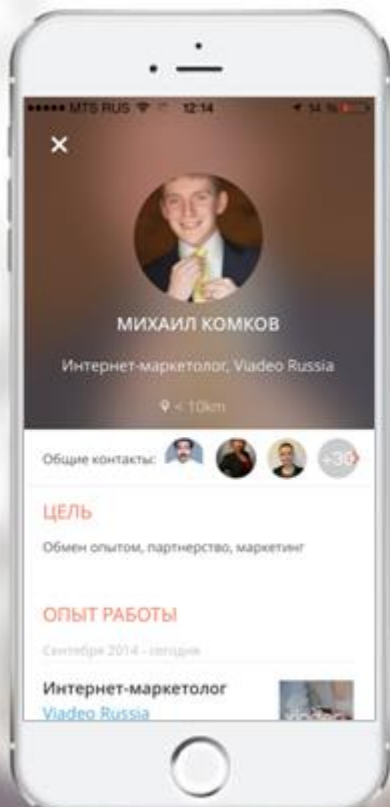 MTS RUS 12:14
МИХАИЛ КОМКОВ
Интернет-маркетолог, Viadeo Russia
< 10km
Общие контакты: +30
ЦЕЛЬ
Обмен опытом, партнерство, маркетинг
ОПЫТ РАБОТЫ
Сентября 2014 - сегодня
Интернет-маркетолог
Viadeo Russia